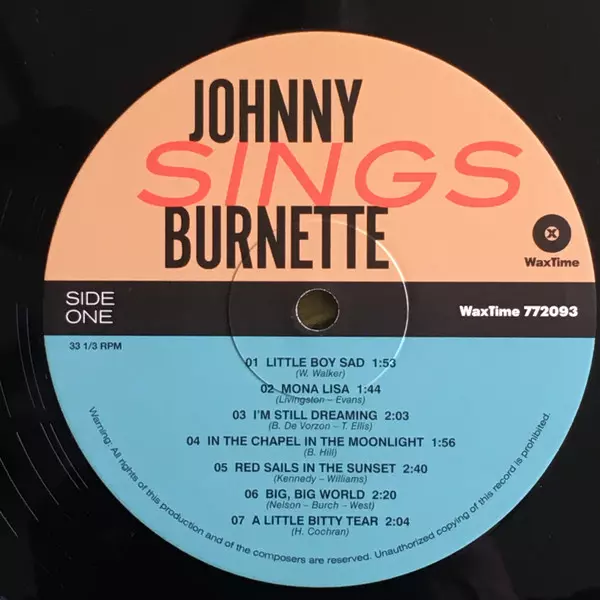 JOHNNY
SINGS
BURNETTE
WaxTime
SIDE
ONE
WaxTime 772093
33 1/3 RPM
01 LITTLE BOY SAD 1:53
(W. Walker)
02 MONA LISA 1:44
(Livingston – Evans)
03 I'M STILL DREAMING 2:03
(B. De Vorzon – T. Ellis)
04 IN THE CHAPEL IN THE MOONLIGHT 1:56
(B. Hill)
05 RED SAILS IN THE SUNSET 2:40
(Kennedy – Williams)
06 BIG, BIG WORLD 2:20
(Nelson – Burch – West)
07 A LITTLE BITTY TEAR 2:04
(H. Cochran)
Warning: All rights of this production and of the composers are reserved. Unauthorized copying of this record is prohibited.